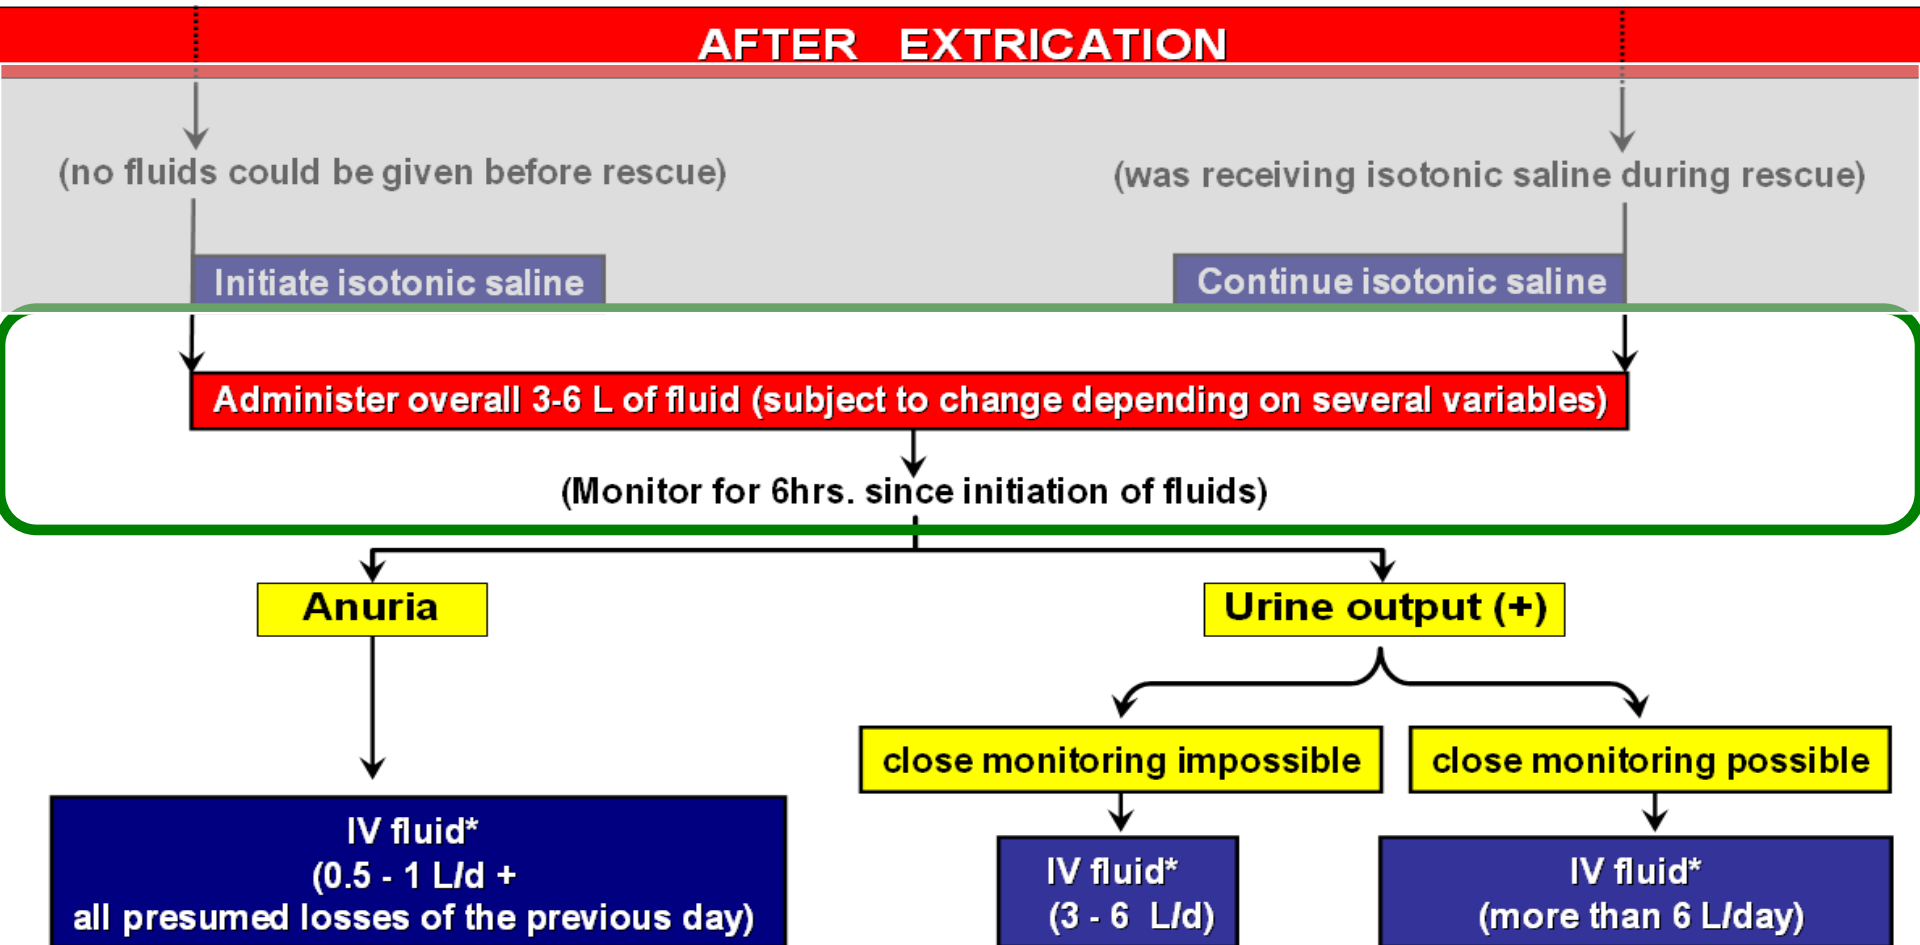 AFTER EXTRICATION
(no fluids could be given before rescue)
(was receiving isotonic saline during rescue)
Initiate isotonic saline
Continue isotonic saline
Administer overall 3-6 L of fluid (subject to change depending on several variables)
(Monitor for 6hrs. since initiation of fluids)
Anuria
Urine output (+)
close monitoring impossible
close monitoring possible
IV fluid*
(0.5 - 1 L/d +
all presumed losses of the previous day)
IV fluid*
(3 - 6 L/d)
IV fluid*
(more than 6 L/day)